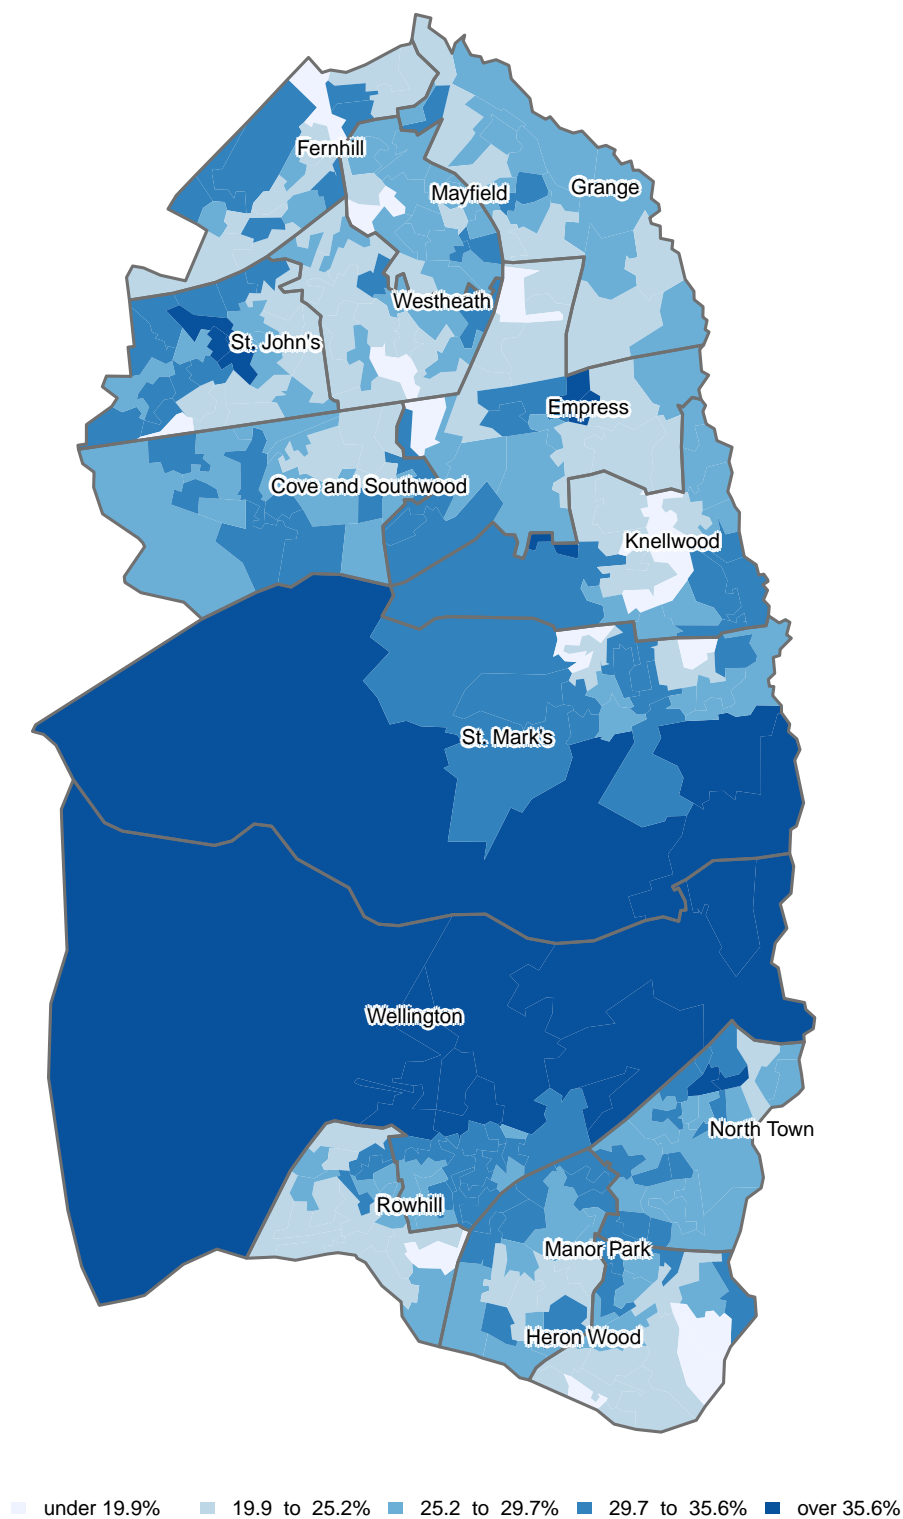 Fernhill
Mayfield
Grange
Westheath
St. John's
Empress
Cove and Southwood
Knellwood
St. Mark's
Wellington
North Town
Rowhill
Manor Park
Heron Wood
under 19.9% 19.9 to 25.2% 25.2 to 29.7% 29.7 to 35.6% over 35.6%